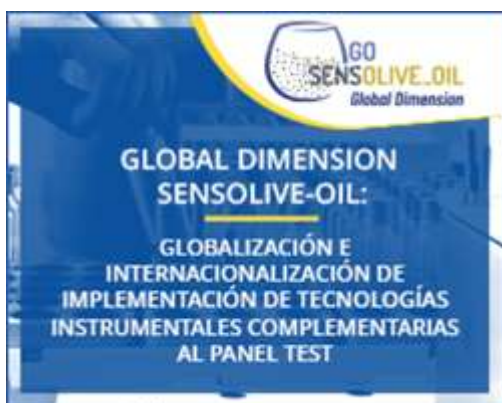 GO
SENSOLIVE_OIL
Global Dimension
GLOBAL DIMENSION
SENSOLIVE-OIL:
GLOBALIZACIÓN E
INTERNACIONALIZACIÓN DE
IMPLEMENTACIÓN DE TECNOLOGÍAS
INSTRUMENTALES COMPLEMENTARIAS
AL PANEL TEST